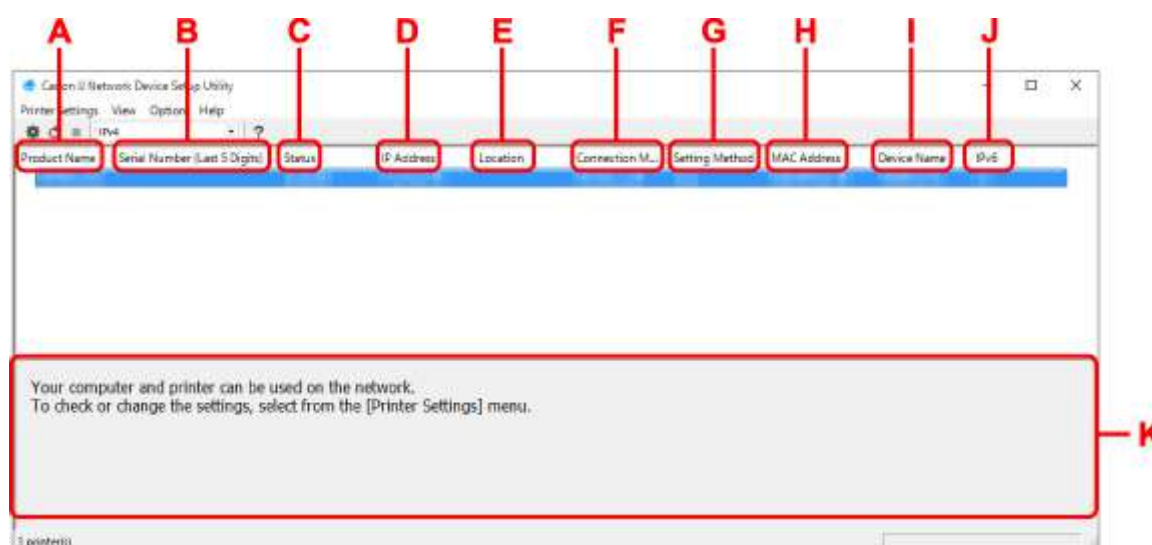 A B C D E F G H I J
Canon IJ Network Device Setup Utility
Printer Settings View Option Help
IPv4 ?
Product Name Serial Number (Last 5 Digits) Status IP Address Location Connection M... Setting Method MAC Address Device Name IPv6
Your computer and printer can be used on the network.
To check or change the settings, select from the [Printer Settings] menu.
K
1 printer(s)